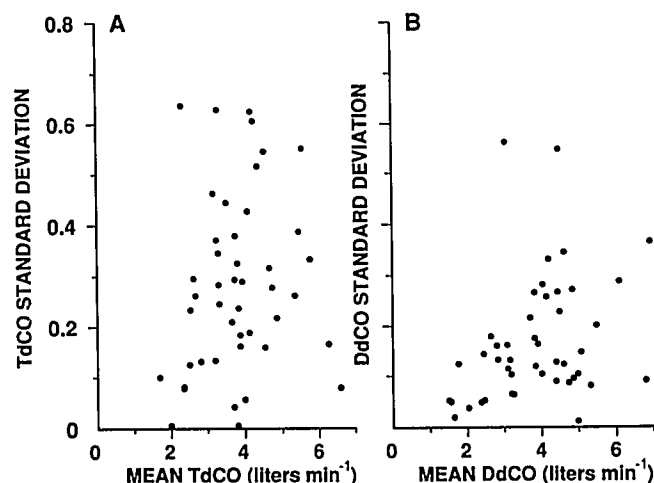 A
B
TdCO STANDARD DEVIATION
0.8
0.6
0.4
0.2
0
0 2 4 6
MEAN TdCO (liters min⁻¹)
DdCO STANDARD DEVIATION
0 2 4 6
MEAN DdCO (liters min⁻¹)